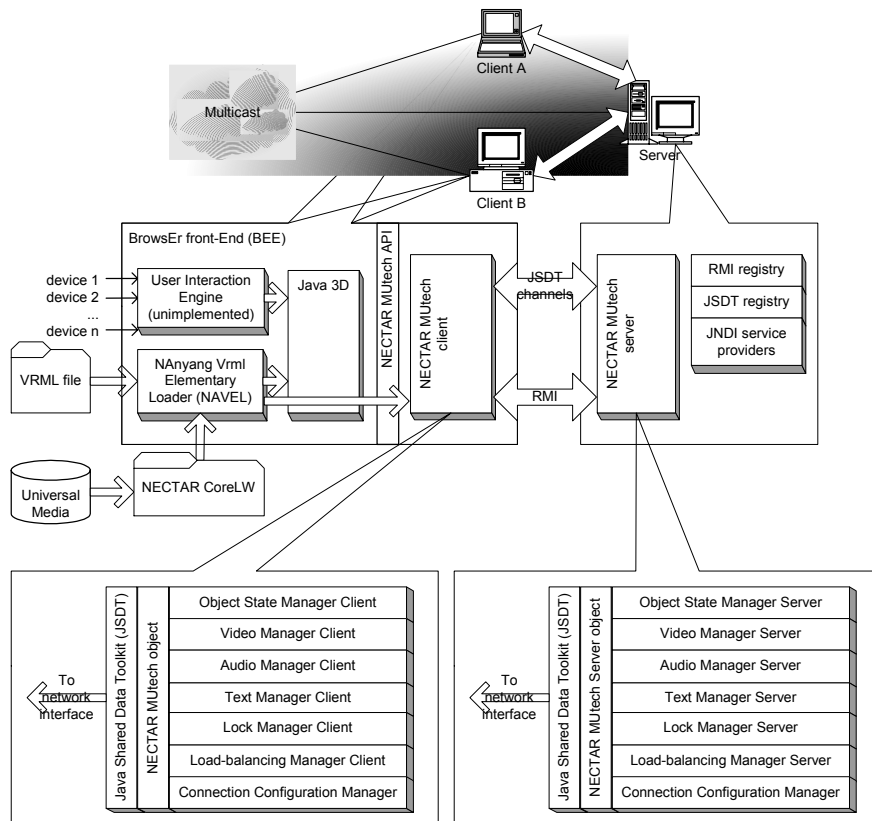 Multicast
Client A
Client B
Server
BrowsEr front-End (BEE)
device 1
device 2
...
device n
User Interaction
Engine
(unimplemented)
Java 3D
NECTAR MUtech API
NECTAR MUtech
client
JSDT
channels
RMI
NECTAR MUtech
server
RMI registry
JSDT registry
JNDI service
providers
VRML file
NAnyang Vrml
Elementary
Loader (NAVEL)
Universal
Media
NECTAR CoreLW
To
network
interface
Java Shared Data Toolkit (JSDT)
NECTAR MUtech object
Object State Manager Client
Video Manager Client
Audio Manager Client
Text Manager Client
Lock Manager Client
Load-balancing Manager Client
Connection Configuration Manager
To
network
interface
Java Shared Data Toolkit (JSDT)
NECTAR MUtech Server object
Object State Manager Server
Video Manager Server
Audio Manager Server
Text Manager Server
Lock Manager Server
Load-balancing Manager Server
Connection Configuration Manager